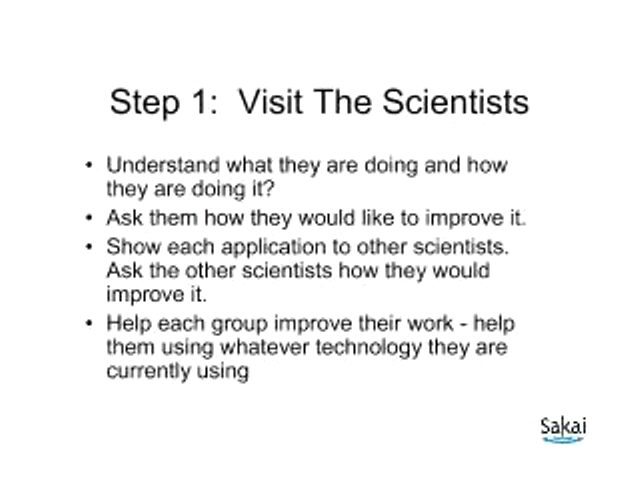 Step 1:  Visit The Scientists
• Understand what they are doing and how
they are doing it?
• Ask them how they would like to improve it.
• Show each application to other scientists.
Ask the other scientists how they would
improve it.
• Help each group improve their work - help
them using whatever technology they are
currently using
Sakai